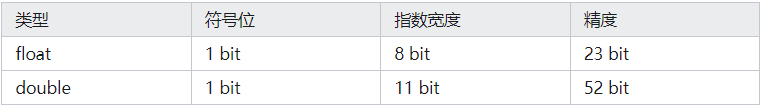 类型 符号位 指数宽度 精度
float 1 bit 8 bit 23 bit
double 1 bit 11 bit 52 bit